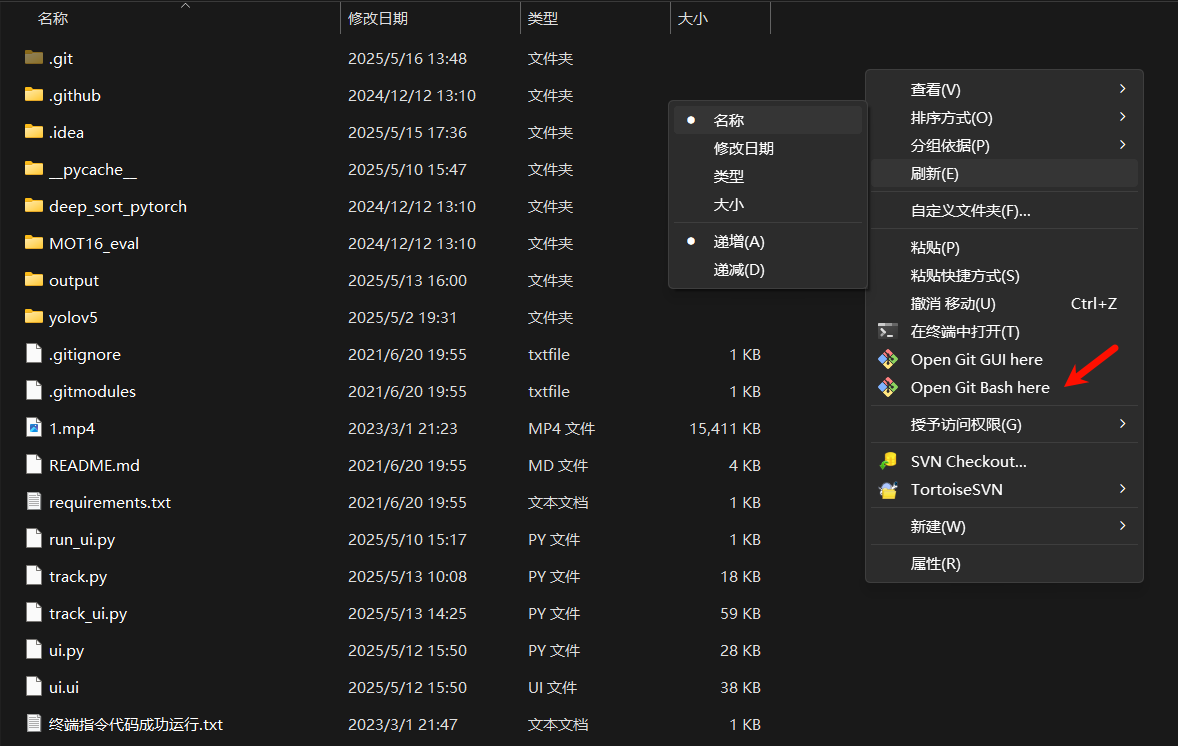 名称 修改日期 类型 大小
.git 2025/5/16 13:48 文件夹
.github 2024/12/12 13:10 文件夹
.idea 2025/5/15 17:36 文件夹
__pycache__ 2025/5/10 15:47 文件夹
deep_sort_pytorch 2024/12/12 13:10 文件夹
MOT16_eval 2024/12/12 13:10 文件夹
output 2025/5/13 16:00 文件夹
yolov5 2025/5/2 19:31 文件夹
.gitignore 2021/6/20 19:55 txtfile 1 KB
.gitmodules 2021/6/20 19:55 txtfile 1 KB
1.mp4 2023/3/1 21:23 MP4 文件 15,411 KB
README.md 2021/6/20 19:55 MD 文件 4 KB
requirements.txt 2021/6/20 19:55 文本文档 1 KB
run_ui.py 2025/5/10 15:17 PY 文件 1 KB
track.py 2025/5/13 10:08 PY 文件 18 KB
track_ui.py 2025/5/13 14:25 PY 文件 59 KB
ui.py 2025/5/12 15:50 PY 文件 28 KB
ui.ui 2025/5/12 15:50 UI 文件 38 KB
终端指令代码成功运行.txt 2023/3/1 21:47 文本文档 1 KB
名称
修改日期
类型
大小
递增(A)
递减(D)
查看(V)
排序方式(O)
分组依据(P)
刷新(E)
自定义文件夹(F)...
粘贴(P)
粘贴快捷方式(S)
撤消 移动(U) Ctrl+Z
在终端中打开(T)
Open Git GUI here
Open Git Bash here
授予访问权限(G)
SVN Checkout...
TortoiseSVN
新建(W)
属性(R)